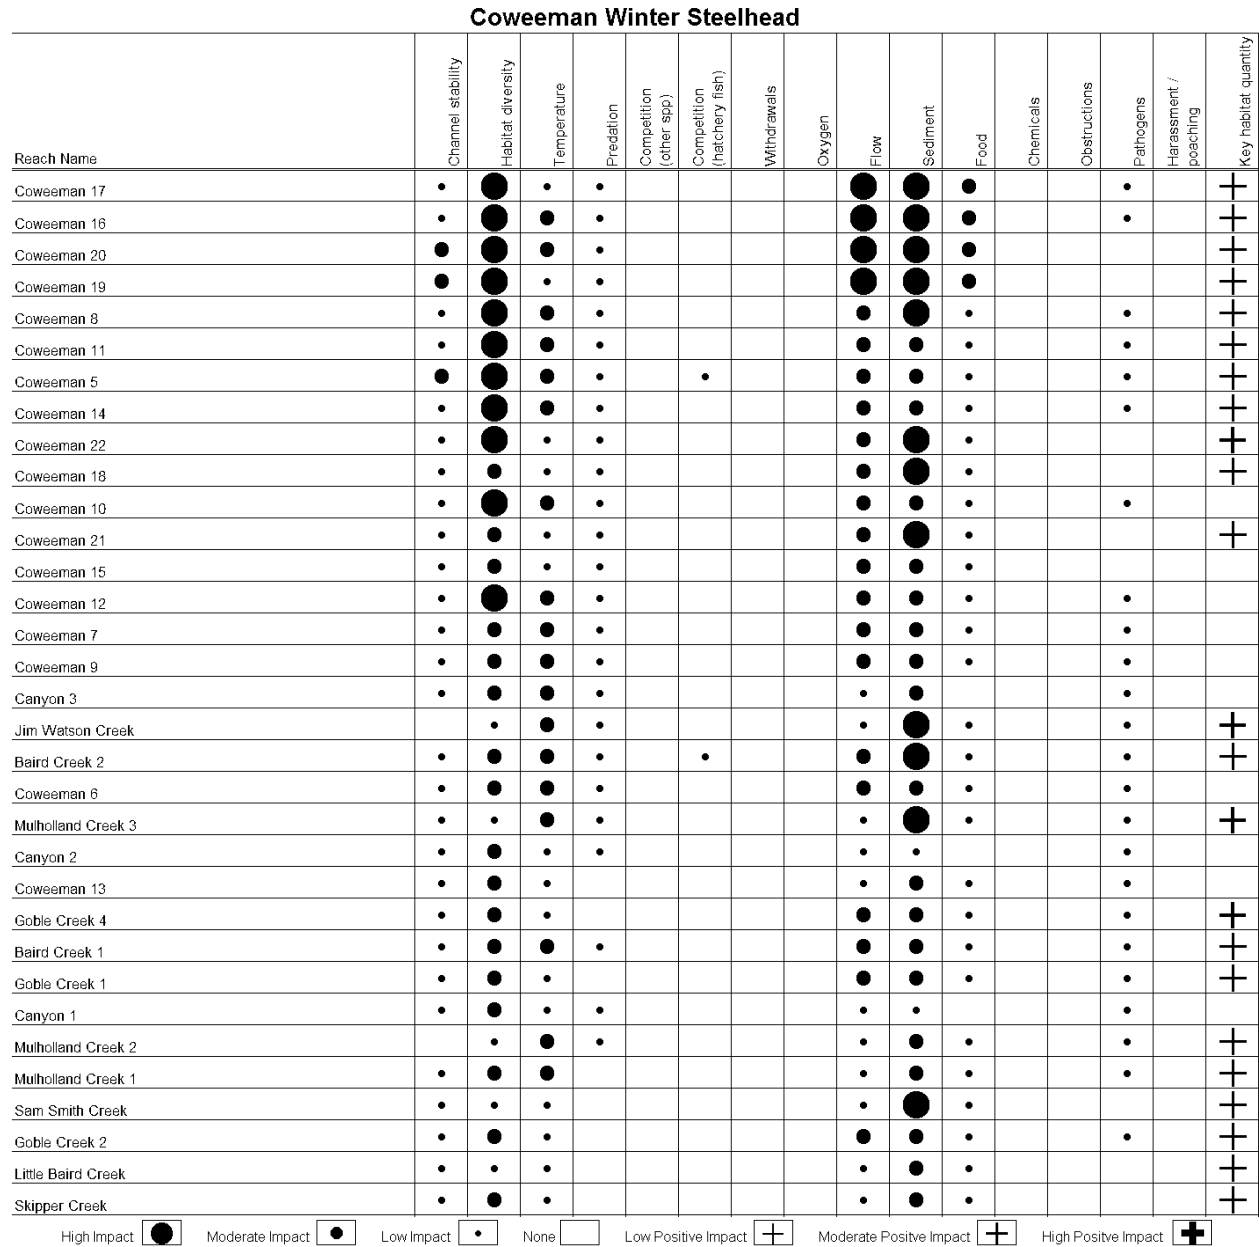 Coweeman Winter Steelhead
Reach Name
Channel stability
Habitat diversity
Temperature
Predation
Competition
(other spp)
Competition
(hatchery fish)
Withdrawals
Oxygen
Flow
Sediment
Food
Chemicals
Obstructions
Pathogens
Harassment /
poaching
Key habitat quantity
Coweeman 17
Coweeman 16
Coweeman 20
Coweeman 19
Coweeman 8
Coweeman 11
Coweeman 5
Coweeman 14
Coweeman 22
Coweeman 18
Coweeman 10
Coweeman 21
Coweeman 15
Coweeman 12
Coweeman 7
Coweeman 9
Canyon 3
Jim Watson Creek
Baird Creek 2
Coweeman 6
Mulholland Creek 3
Canyon 2
Coweeman 13
Goble Creek 4
Baird Creek 1
Goble Creek 1
Canyon 1
Mulholland Creek 2
Mulholland Creek 1
Sam Smith Creek
Goble Creek 2
Little Baird Creek
Skipper Creek
High Impact Moderate Impact Low Impact None Low Positive Impact Moderate Positve Impact High Positve Impact